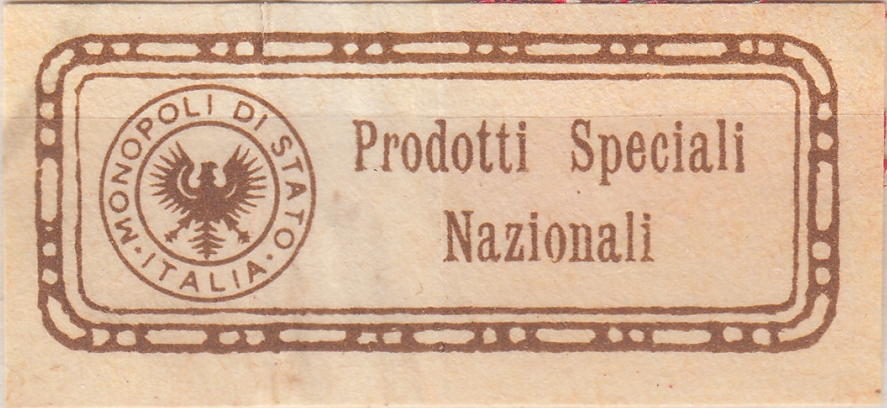 MONOPOLI DI STATO
· ITALIA ·
Prodotti Speciali
Nazionali